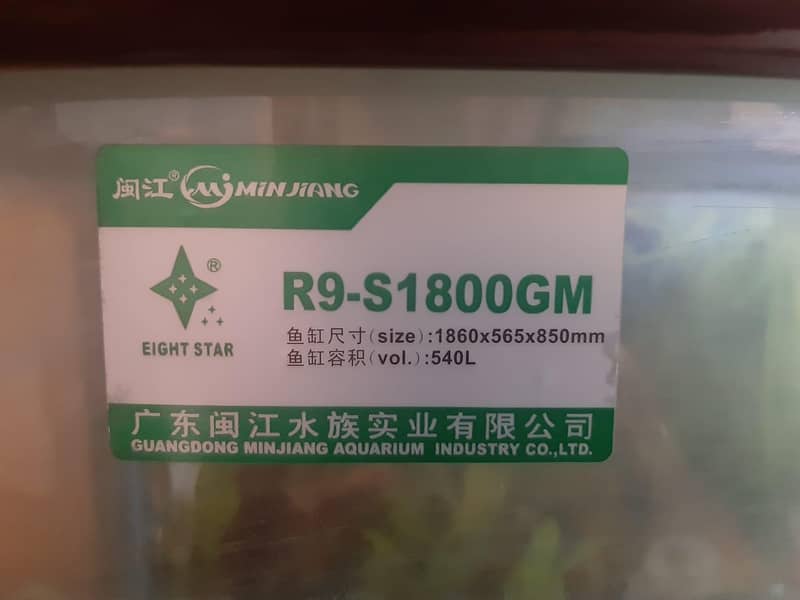 闽江® MJ MINJIANG
®
EIGHT STAR
R9-S1800GM
鱼缸尺寸(size):1860x565x850mm
鱼缸容积(vol.):540L
广东闽江水族实业有限公司
GUANGDONG MINJIANG AQUARIUM INDUSTRY CO.,LTD.